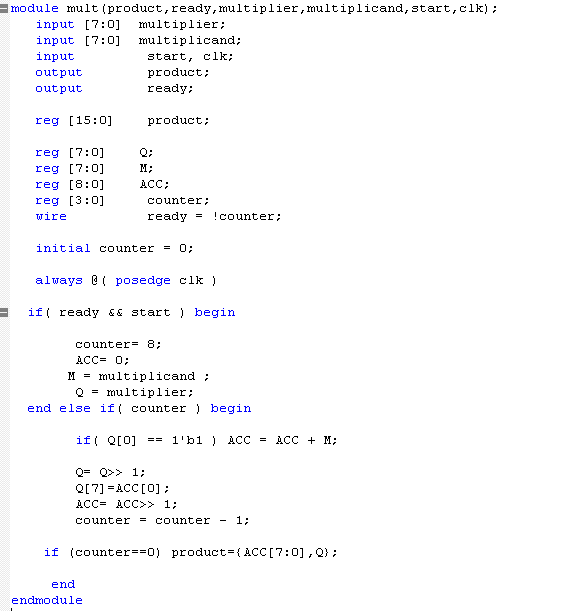 module mult(product,ready,multiplier,multiplicand,start,clk);
input [7:0] multiplier;
input [7:0] multiplicand;
input start, clk;
output product;
output ready;
reg [15:0] product;
reg [7:0] Q;
reg [7:0] M;
reg [8:0] ACC;
reg [3:0] counter;
wire ready = !counter;
initial counter = 0;
always @( posedge clk )
if( ready && start ) begin
counter= 8;
ACC= 0;
M = multiplicand ;
Q = multiplier;
end else if( counter ) begin
if( Q[0] == 1'b1 ) ACC = ACC + M;
Q= Q>> 1;
Q[7]=ACC[0];
ACC= ACC>> 1;
counter = counter - 1;
if (counter==0) product={ACC[7:0],Q};
end
endmodule